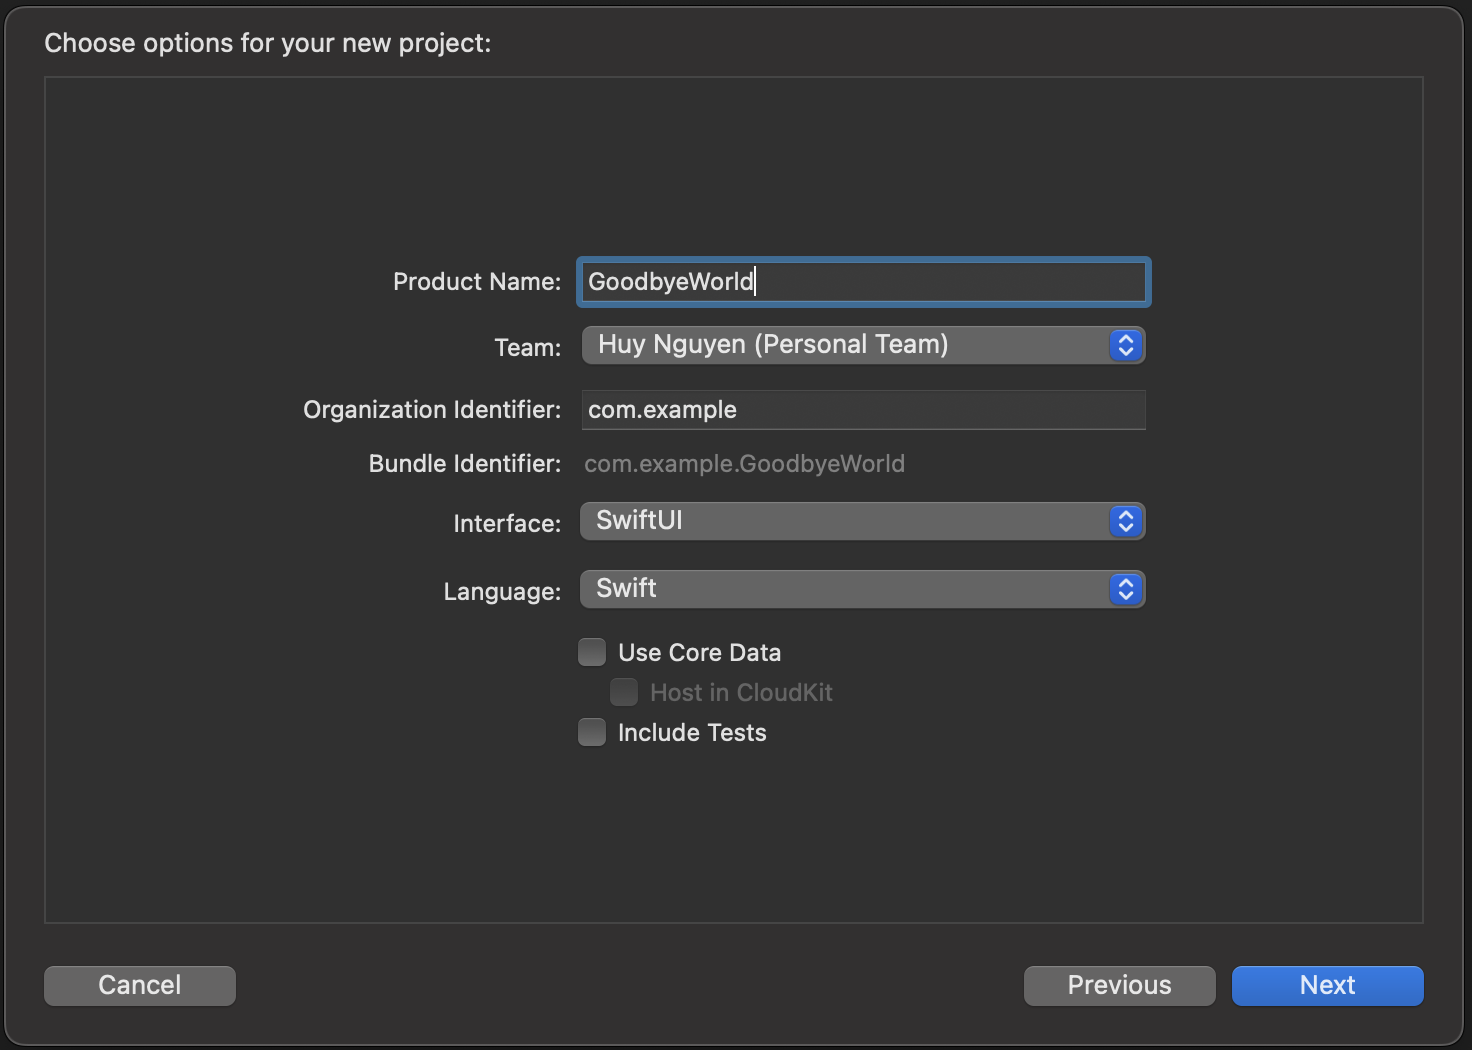 Choose options for your new project:
Product Name: GoodbyeWorld
Team: Huy Nguyen (Personal Team)
Organization Identifier: com.example
Bundle Identifier: com.example.GoodbyeWorld
Interface: SwiftUI
Language: Swift
Use Core Data
Host in CloudKit
Include Tests
Cancel Previous Next